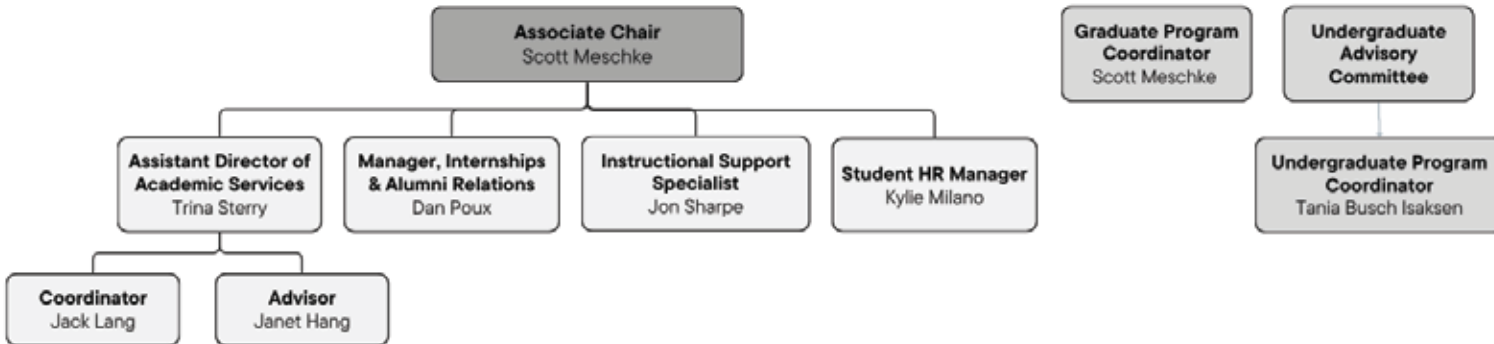 Associate Chair
Scott Meschke
Graduate Program
Coordinator
Scott Meschke
Undergraduate
Advisory
Committee
Assistant Director of
Academic Services
Trina Sterry
Manager, Internships
& Alumni Relations
Dan Poux
Instructional Support
Specialist
Jon Sharpe
Student HR Manager
Kylie Milano
Undergraduate Program
Coordinator
Tania Busch Isaksen
Coordinator
Jack Lang
Advisor
Janet Hang